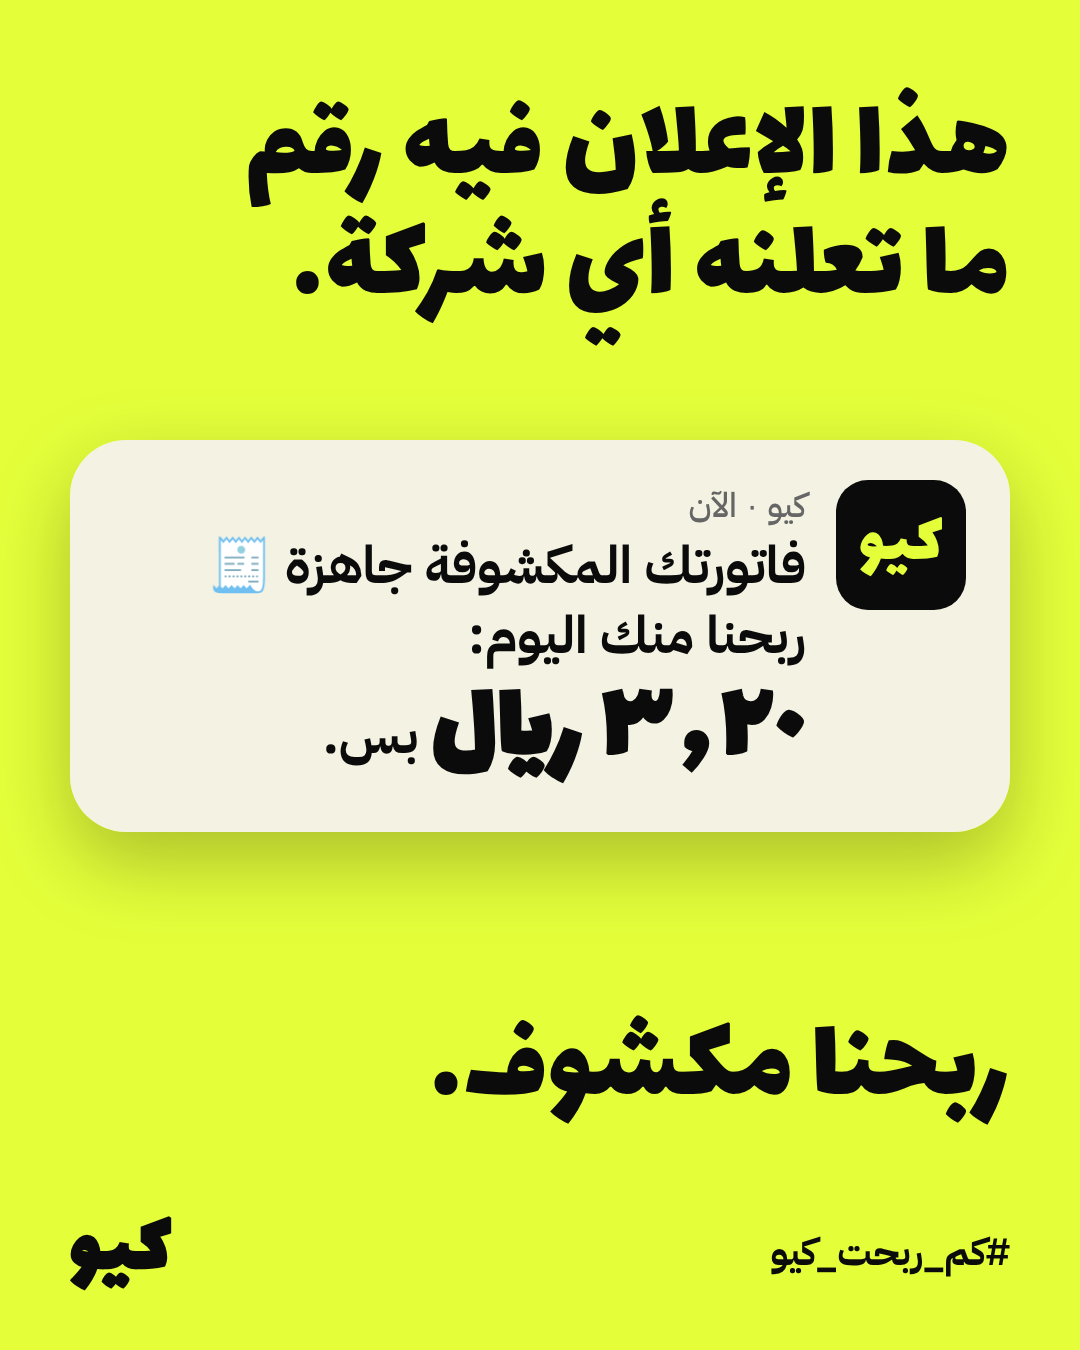 هذا الإعلان فيه رقم
ما تعلنه أي شركة.
كيو · الآن
فاتورتك المكشوفة جاهزة 🧾
ربحنا منك اليوم:
٣٫٢٠ ريال بس.
كيو
ربحنا مكشوف.
#كم_ربحت_كيو
كيو